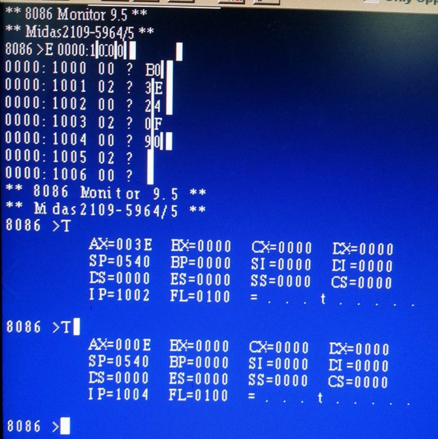 ** 8086 Monitor 9.5 **
** Midas2109-5964/5 **
8086 >E 0000:1000
0000: 1000 00 ? B0
0000: 1001 02 ? 3E
0000: 1002 00 ? 24
0000: 1003 02 ? 0F
0000: 1004 00 ? 90
0000: 1005 02 ?
0000: 1006 00 ?
** 8086 Monitor 9.5 **
** Midas2109-5964/5 **
8086 >T
AX=003E BX=0000 CX=0000 DX=0000
SP=0540 BP=0000 SI=0000 DI=0000
DS=0000 ES=0000 SS=0000 CS=0000
IP=1002 FL=0100 = . . . t . . . . .
8086 >T
AX=000E BX=0000 CX=0000 DX=0000
SP=0540 BP=0000 SI=0000 DI=0000
DS=0000 ES=0000 SS=0000 CS=0000
IP=1004 FL=0100 = . . . t . . . . .
8086 >